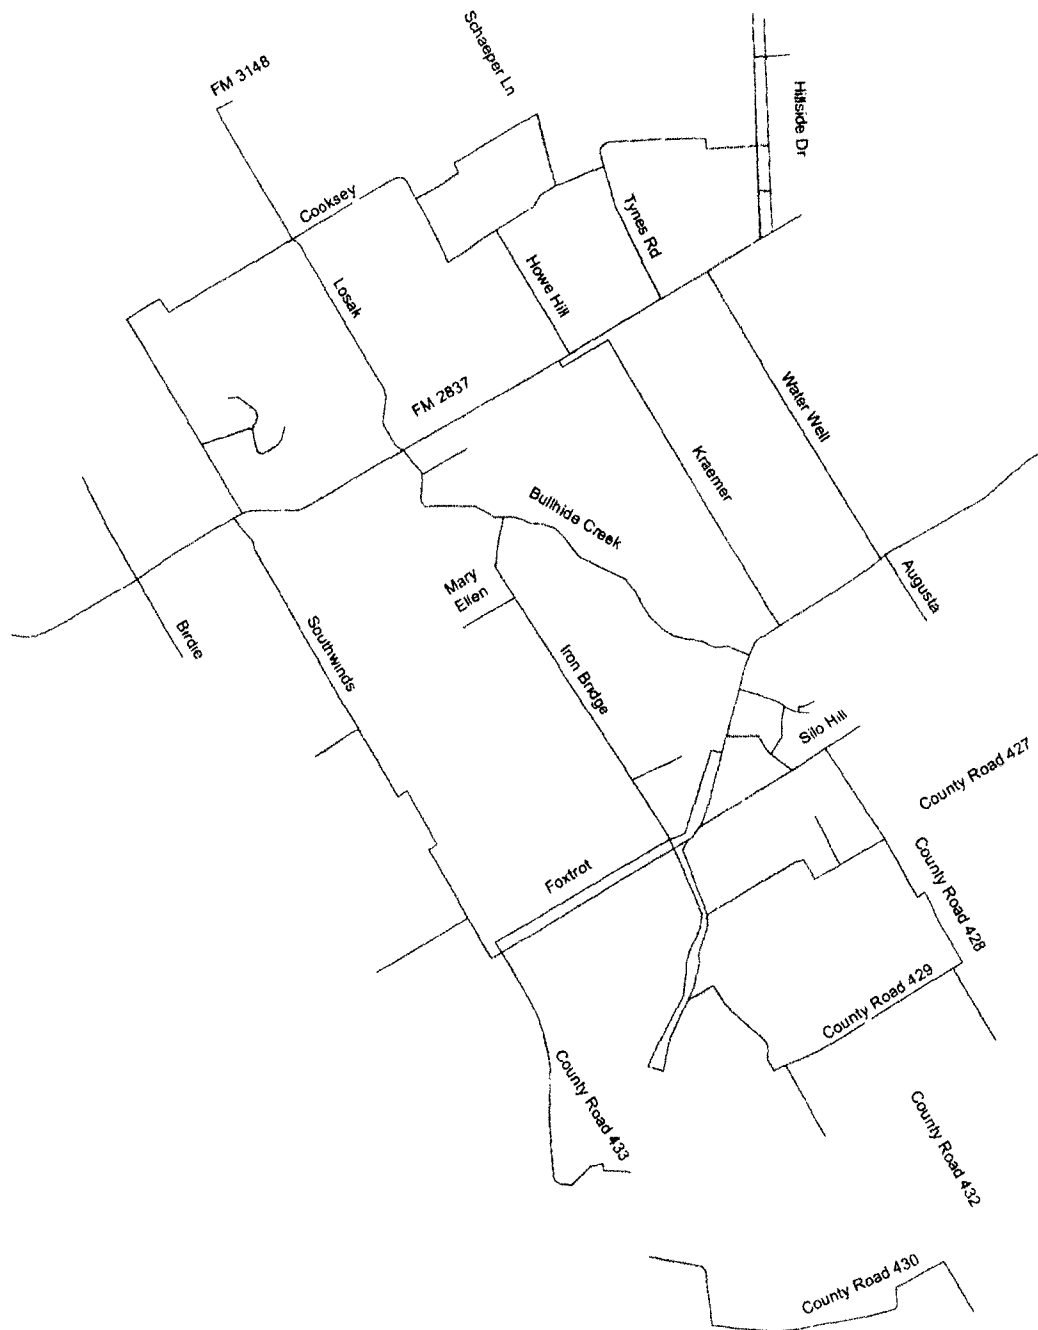 Schaeper Ln
FM 3148
Hillside Dr
Cooksey
Tynes Rd
Howe Hill
Losak
FM 2837
Water Well
Kraemer
Bullhide Creek
Mary
Ellen
Augusta
Birdie
Southwinds
Iron Bridge
Silo Hill
County Road 427
Foxtrot
County Road 428
County Road 429
County Road 433
County Road 432
County Road 430